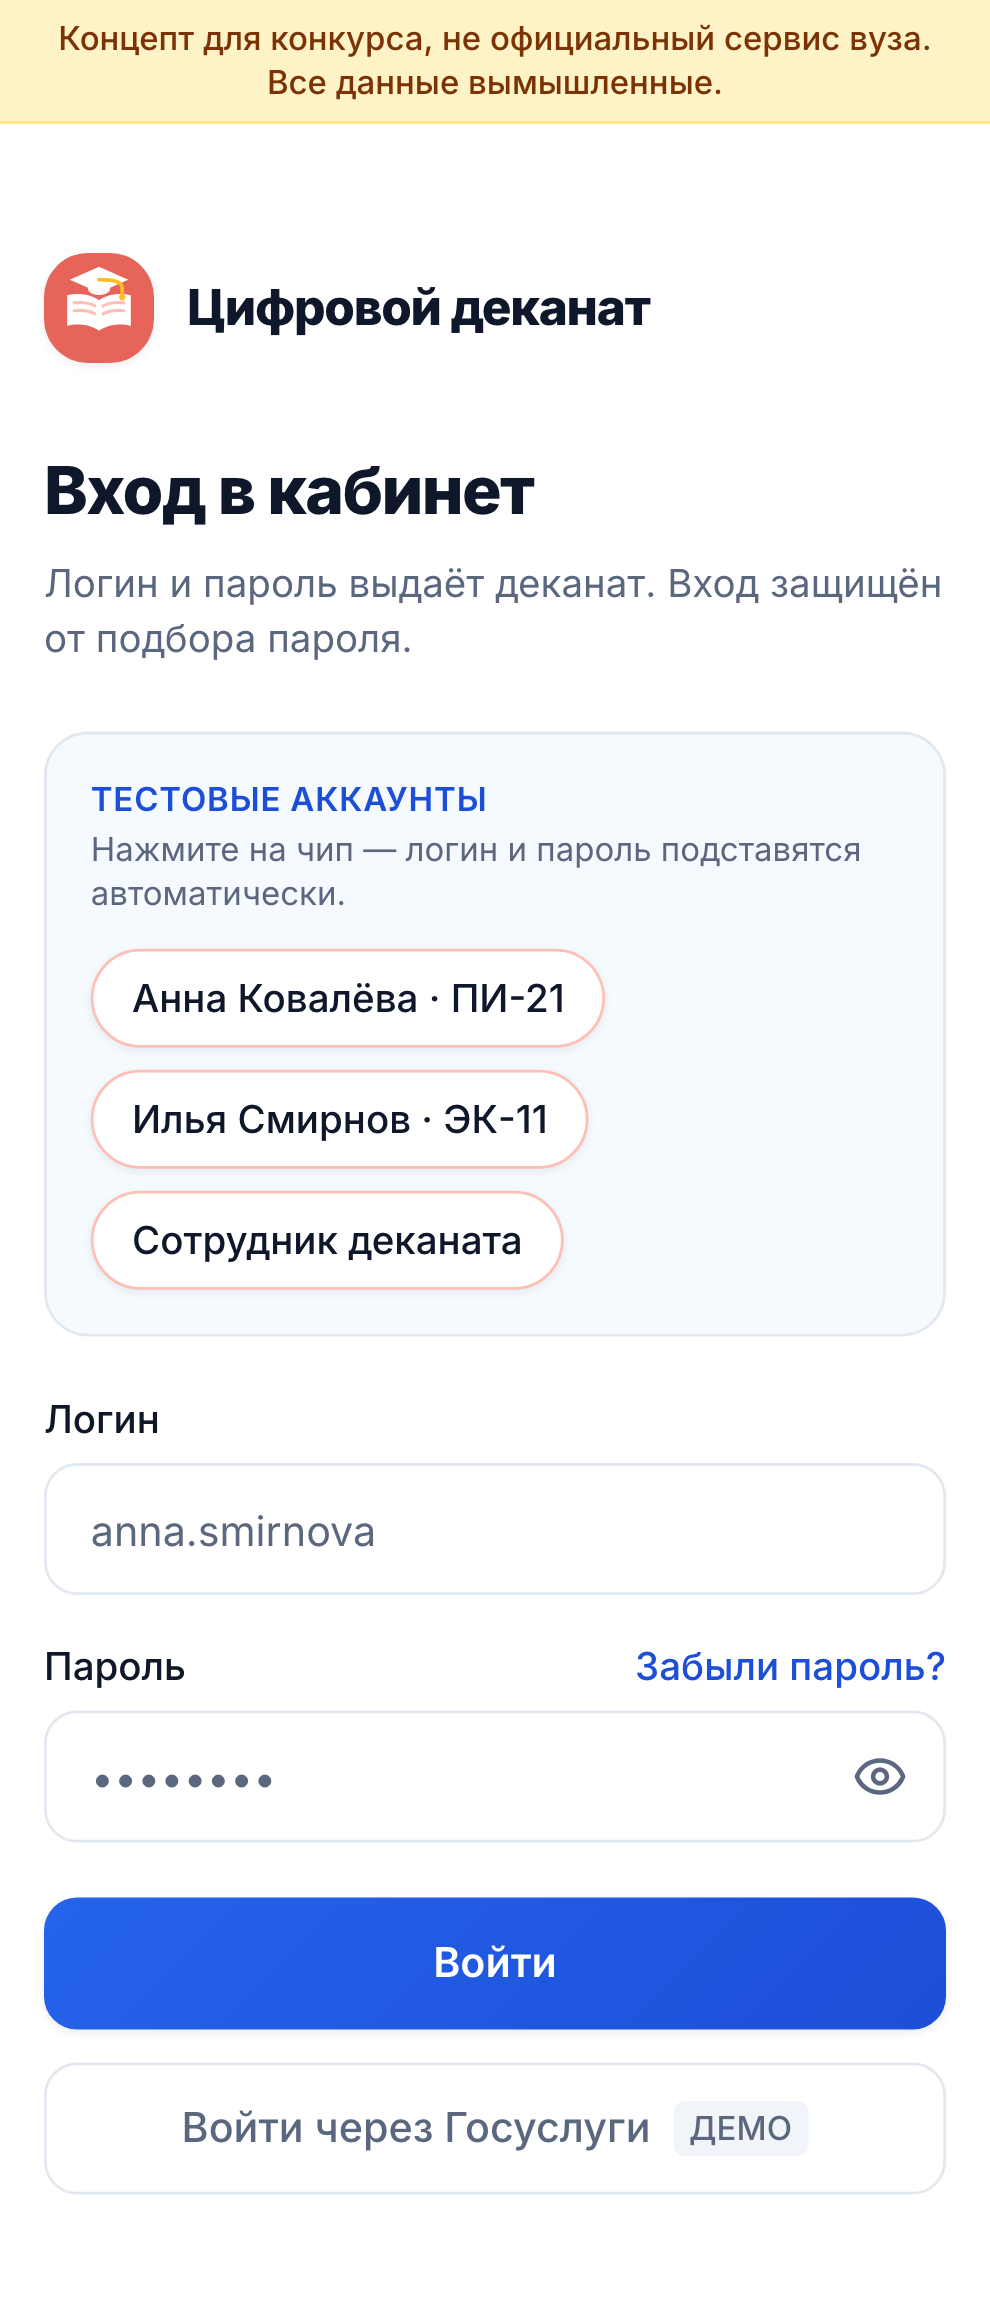 Концепт для конкурса, не официальный сервис вуза.
Все данные вымышленные.
Цифровой деканат
Вход в кабинет
Логин и пароль выдаёт деканат. Вход защищён
от подбора пароля.
ТЕСТОВЫЕ АККАУНТЫ
Нажмите на чип — логин и пароль подставятся
автоматически.
Анна Ковалёва · ПИ-21
Илья Смирнов · ЭК-11
Сотрудник деканата
Логин
anna.smirnova
Пароль Забыли пароль?
••••••••
Войти
Войти через Госуслуги ДЕМО